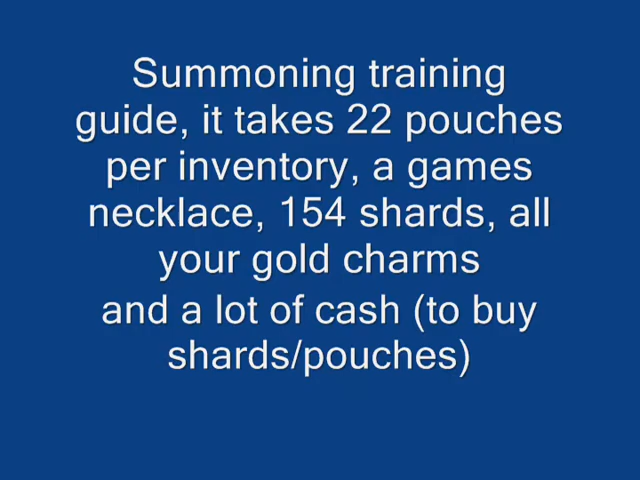 Summoning training
guide, it takes 22 pouches
per inventory, a games
necklace, 154 shards, all
your gold charms
and a lot of cash (to buy
shards/pouches)